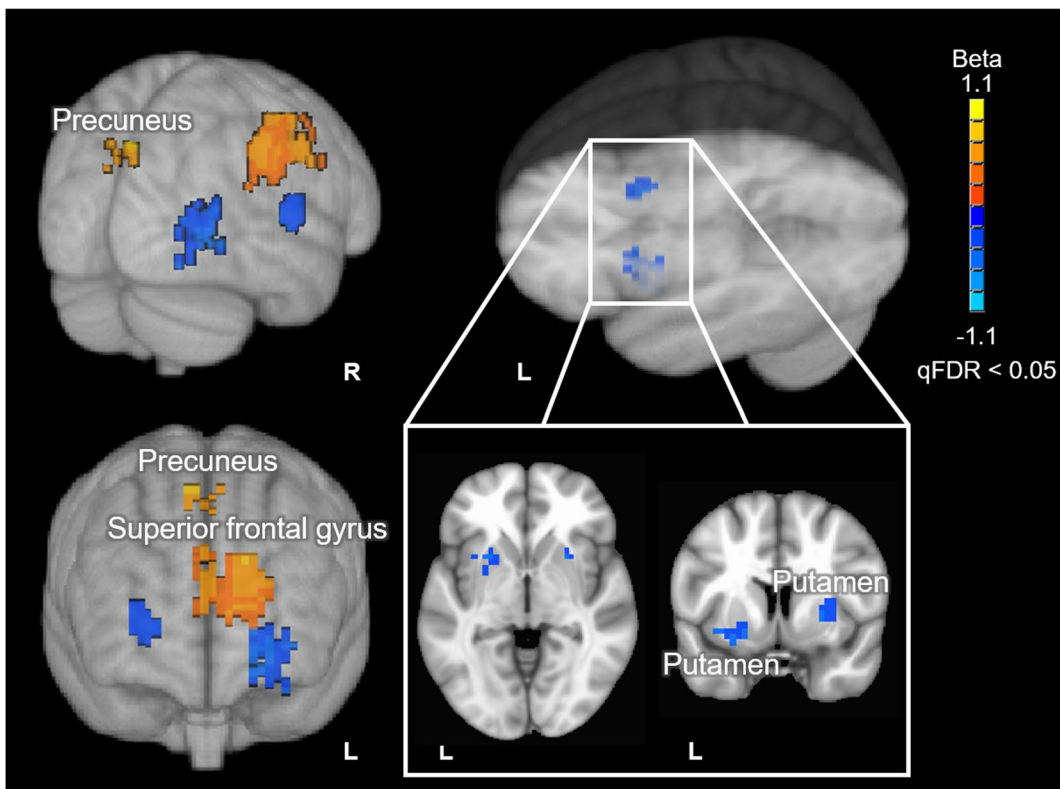 Precuneus
R
L
Beta
1.1
-1.1
qFDR < 0.05
Precuneus
Superior frontal gyrus
L
Putamen
Putamen
L
L